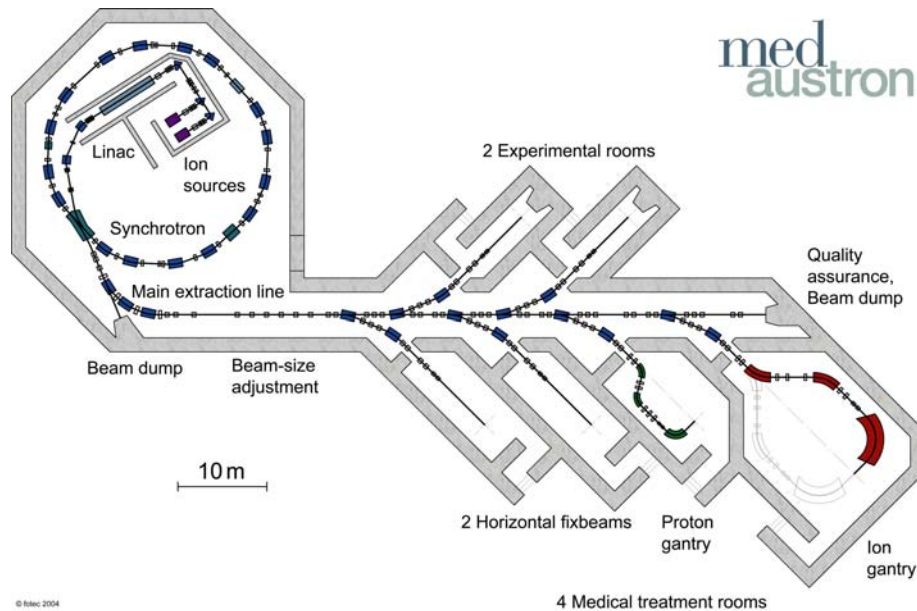 med
austron
Linac
Ion
sources
2 Experimental rooms
Synchrotron
Main extraction line
Quality
assurance,
Beam dump
Beam dump
Beam-size
adjustment
10 m
2 Horizontal fixbeams
Proton
gantry
Ion
gantry
4 Medical treatment rooms
© fotec 2004